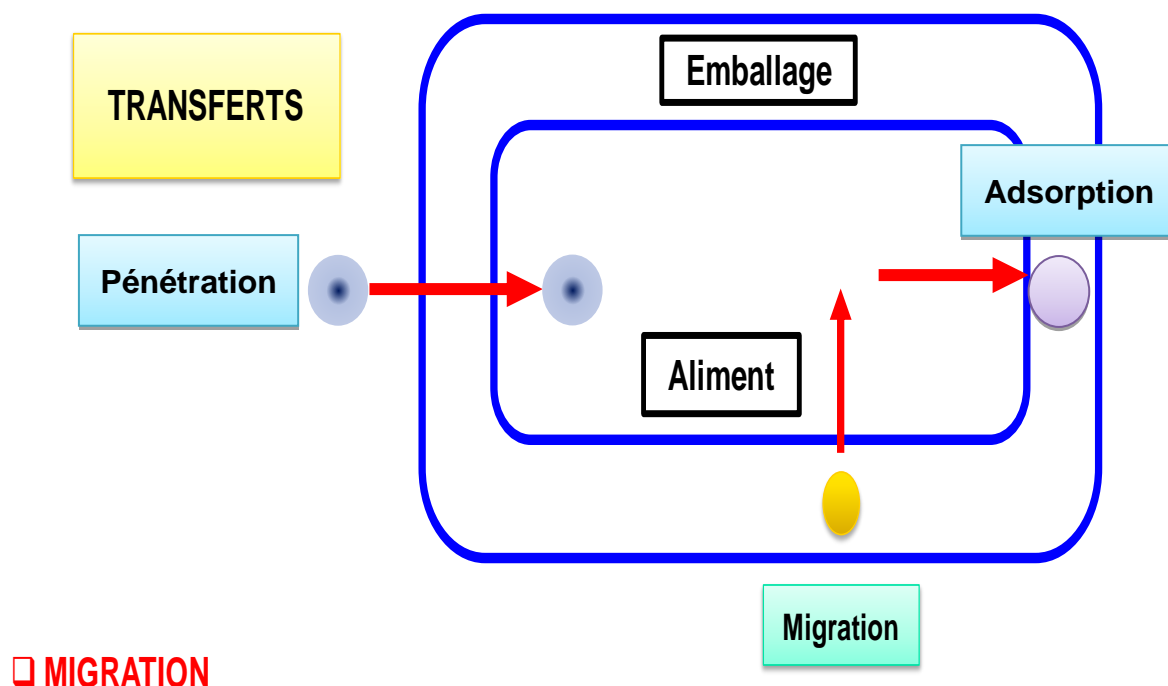 TRANSFERTS
Emballage
Adsorption
Pénétration
Aliment
Migration
❑ MIGRATION